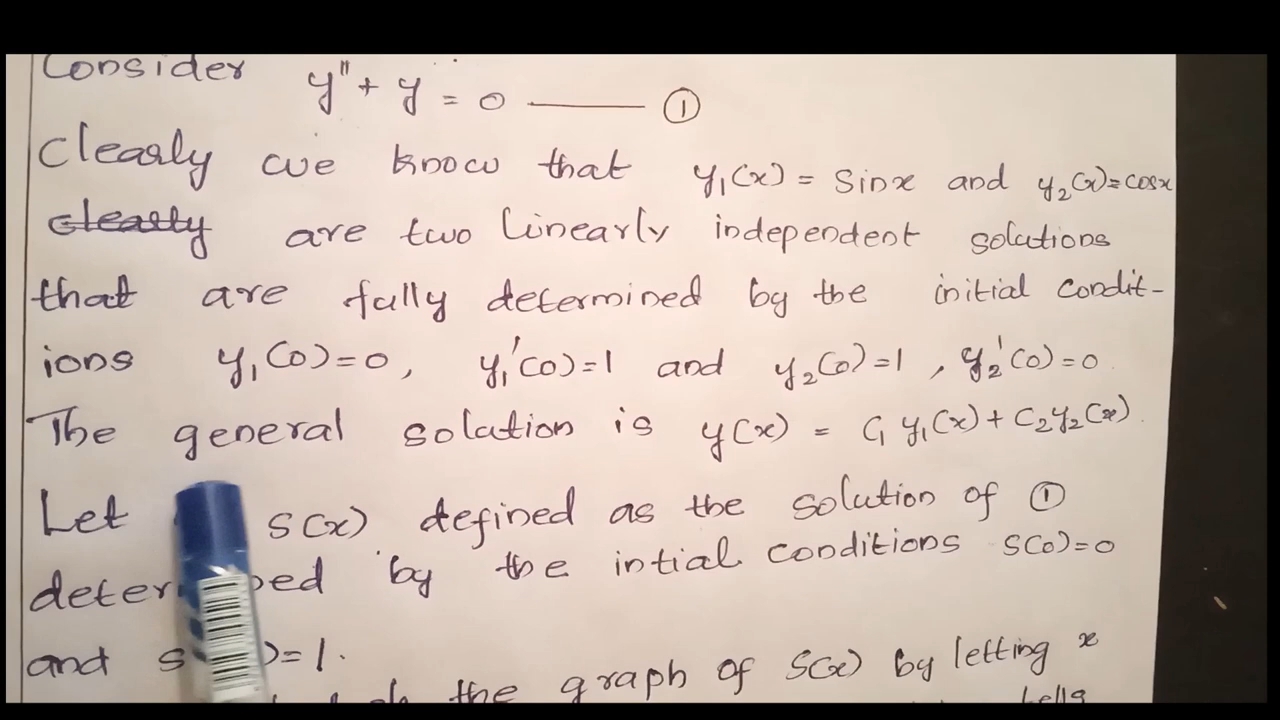 Consider y" + y = 0 —— ①
Clearly we know that y₁(x) = Sinx and y₂(x)=cosx
clearly are two linearly independent solutions
that are fully determined by the initial condit-
ions y₁(0)=0, y₁'(0)=1 and y₂(0)=1, y₂'(0)=0
The general solution is y(x) = C₁ y₁(x) + C₂y₂(x).
Let S(x) defined as the solution of ①
by the intial conditions s(0)=0
and =1.
the graph of S(x) by letting x